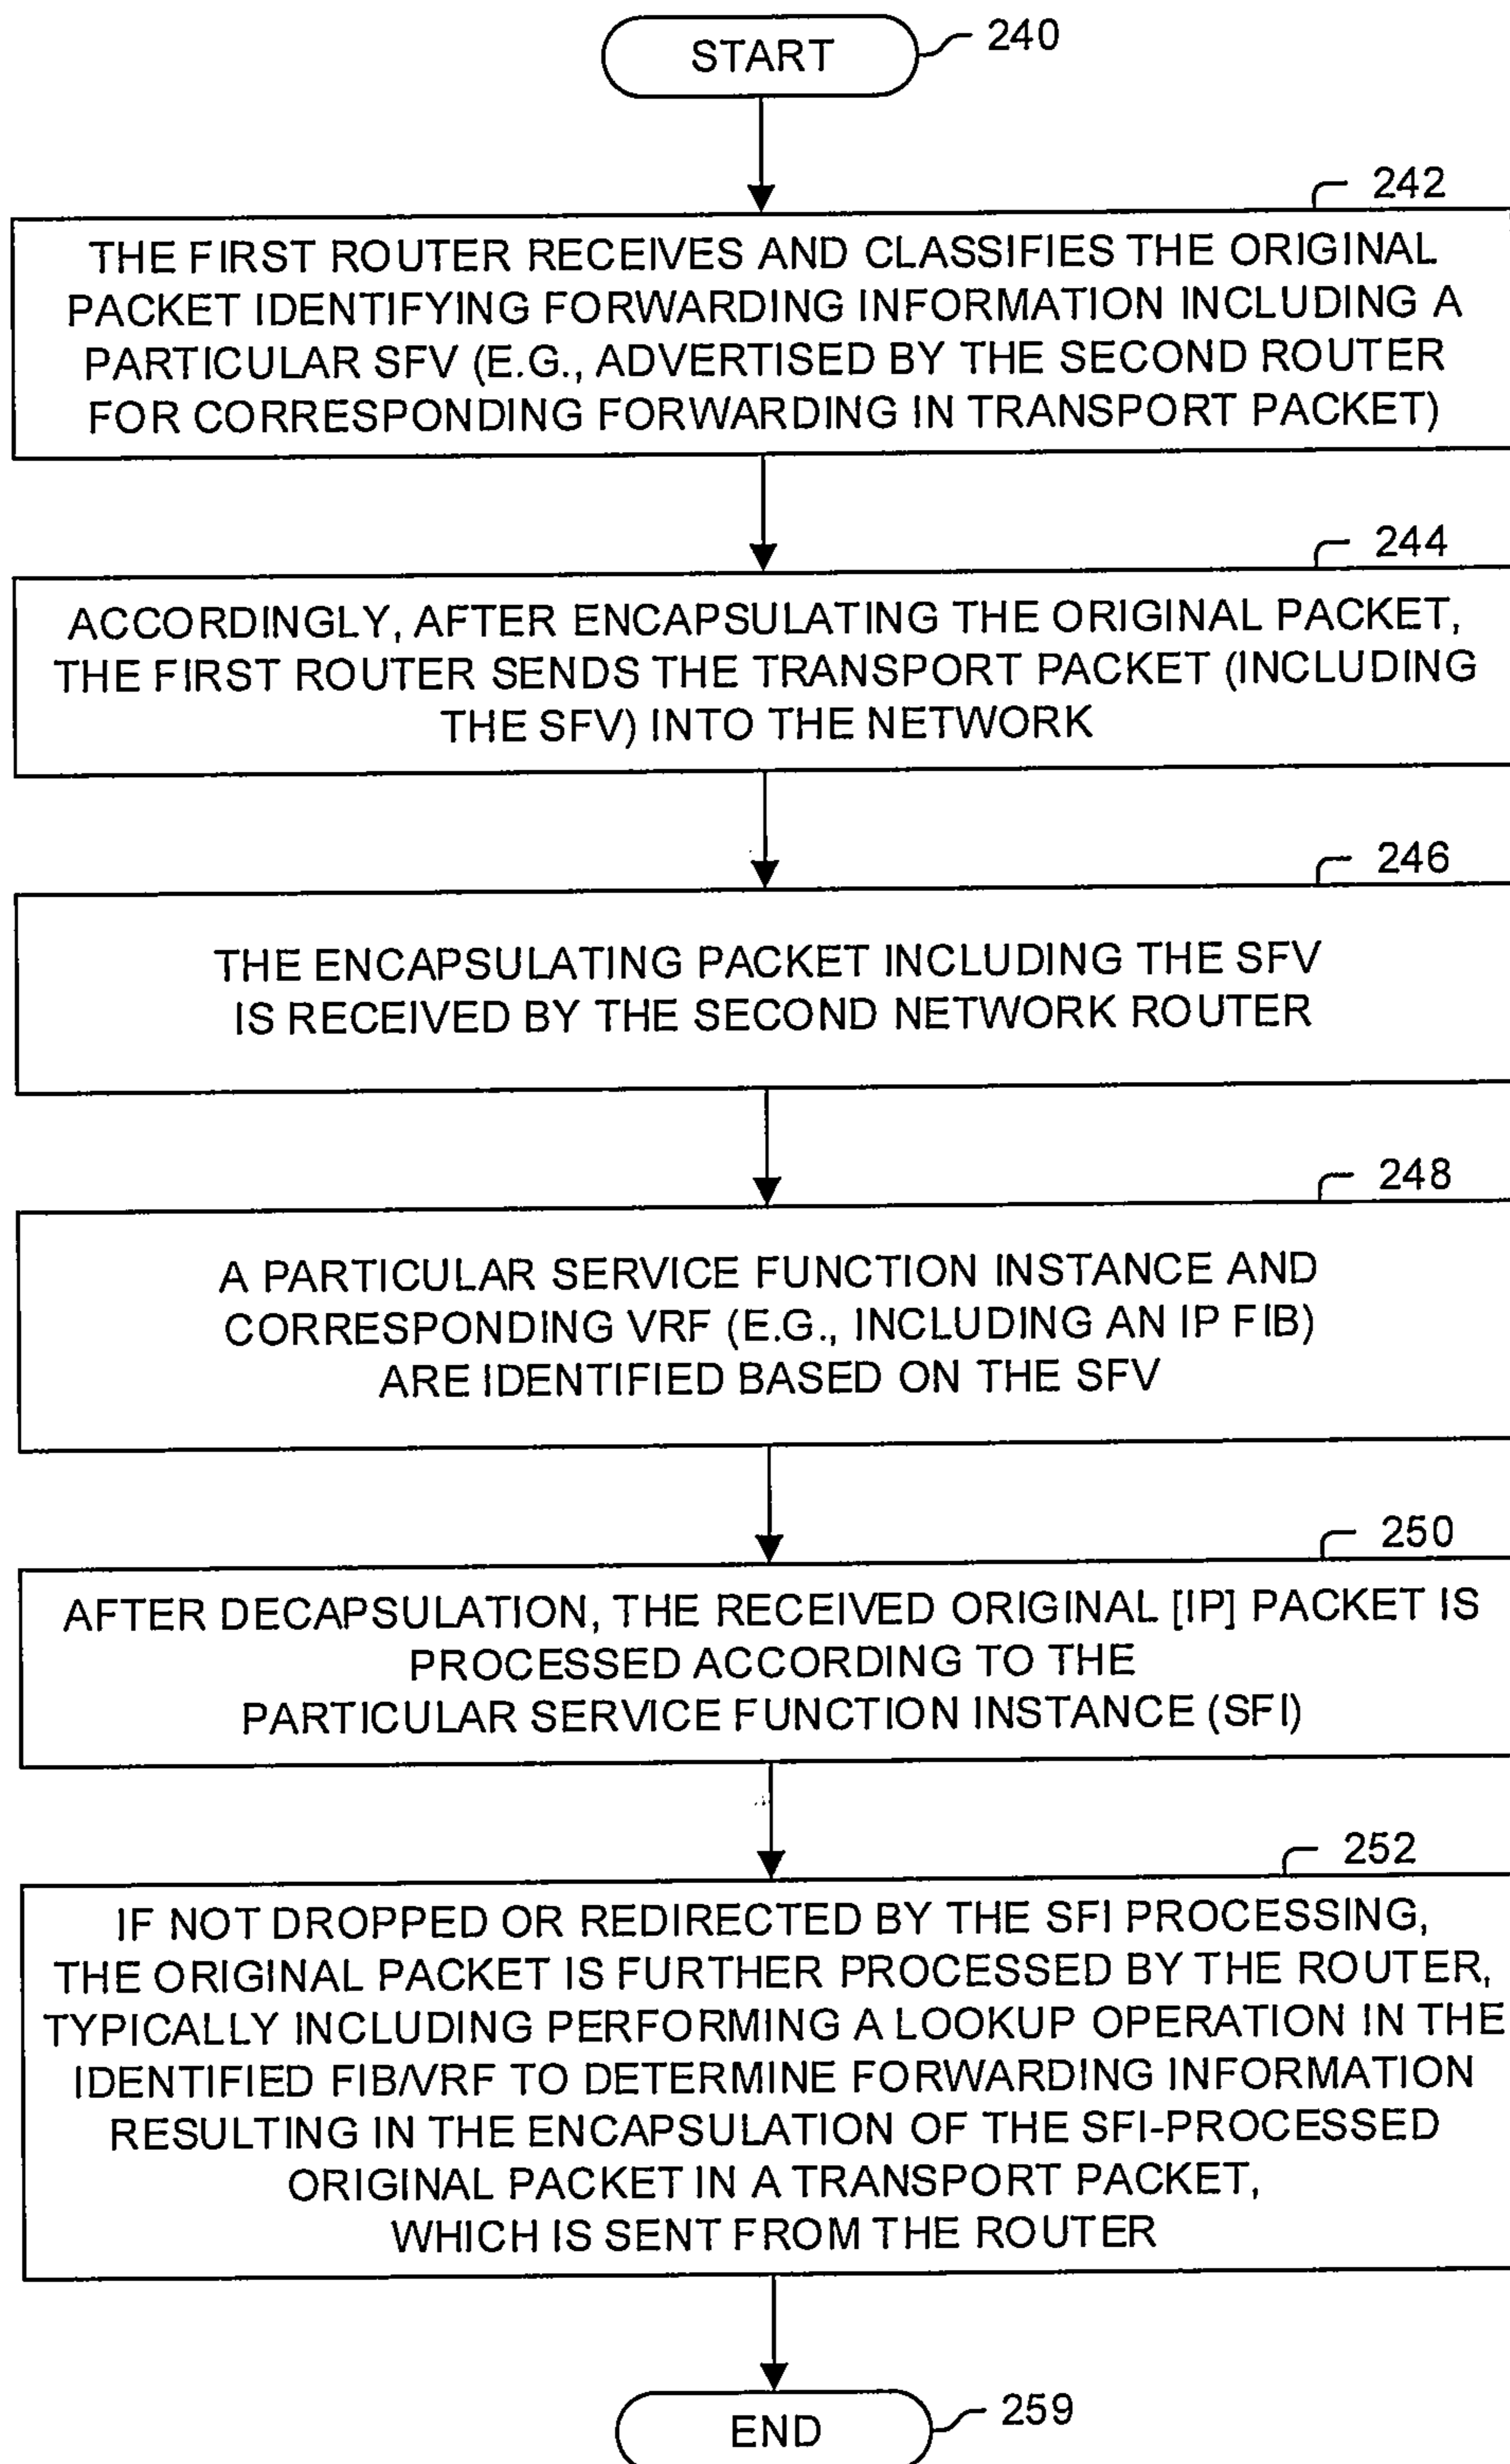 START
240
242
THE FIRST ROUTER RECEIVES AND CLASSIFIES THE ORIGINAL
PACKET IDENTIFYING FORWARDING INFORMATION INCLUDING A
PARTICULAR SFV (E.G., ADVERTISED BY THE SECOND ROUTER
FOR CORRESPONDING FORWARDING IN TRANSPORT PACKET)
244
ACCORDINGLY, AFTER ENCAPSULATING THE ORIGINAL PACKET,
THE FIRST ROUTER SENDS THE TRANSPORT PACKET (INCLUDING
THE SFV) INTO THE NETWORK
246
THE ENCAPSULATING PACKET INCLUDING THE SFV
IS RECEIVED BY THE SECOND NETWORK ROUTER
248
A PARTICULAR SERVICE FUNCTION INSTANCE AND
CORRESPONDING VRF (E.G., INCLUDING AN IP FIB)
ARE IDENTIFIED BASED ON THE SFV
250
AFTER DECAPSULATION, THE RECEIVED ORIGINAL [IP] PACKET IS
PROCESSED ACCORDING TO THE
PARTICULAR SERVICE FUNCTION INSTANCE (SFI)
252
IF NOT DROPPED OR REDIRECTED BY THE SFI PROCESSING,
THE ORIGINAL PACKET IS FURTHER PROCESSED BY THE ROUTER,
TYPICALLY INCLUDING PERFORMING A LOOKUP OPERATION IN THE
IDENTIFIED FIB/VRF TO DETERMINE FORWARDING INFORMATION
RESULTING IN THE ENCAPSULATION OF THE SFI-PROCESSED
ORIGINAL PACKET IN A TRANSPORT PACKET,
WHICH IS SENT FROM THE ROUTER
END
259